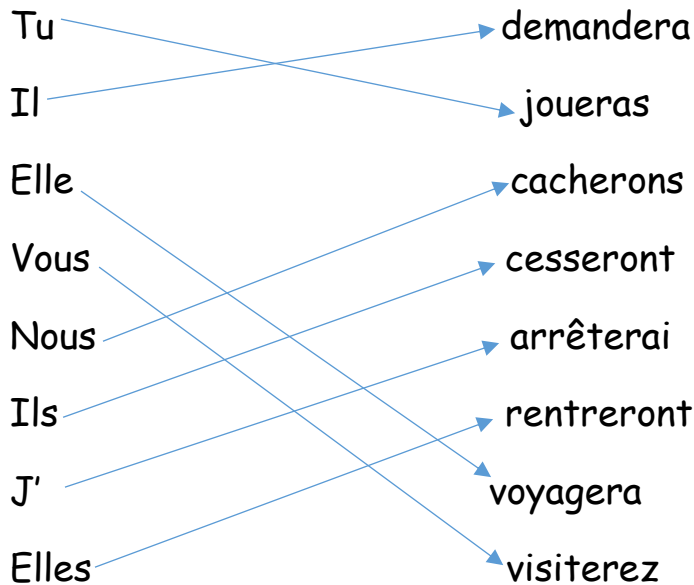 Tu demandera
Il joueras
Elle cacherons
Vous cesseront
Nous arrêterai
Ils rentreront
J' voyagera
Elles visiterez